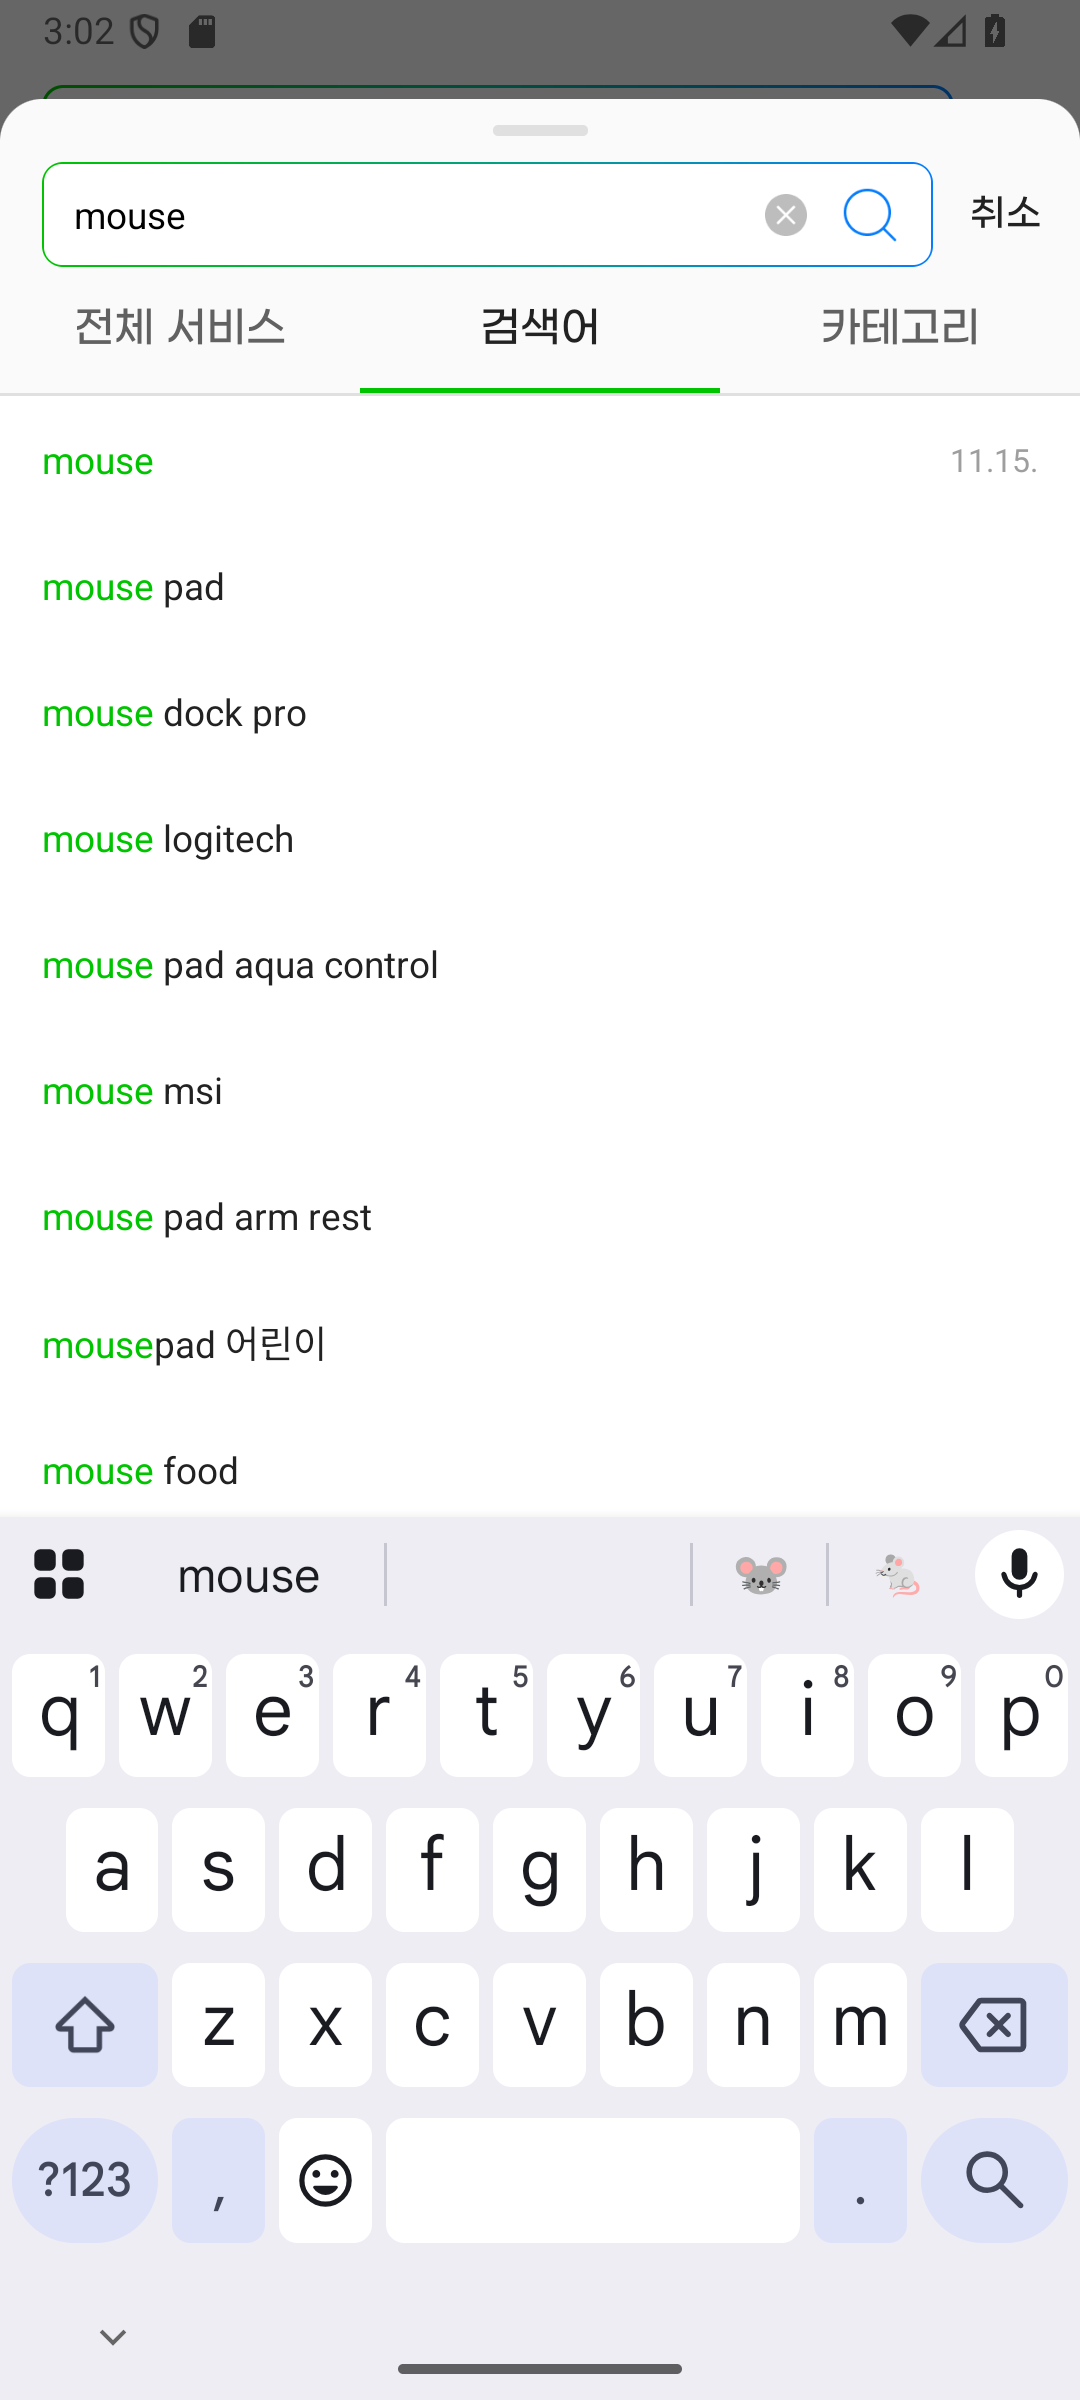 3:02
mouse
취소
전체 서비스
검색어
카테고리
mouse
11.15.
mouse pad
mouse dock pro
mouse logitech
mouse pad aqua control
mouse msi
mouse pad arm rest
mousepad 어린이
mouse food
mouse
q 1 w 2 e 3 r 4 t 5 y 6 u 7 i 8 o 9 p 0
a s d f g h j k l
z x c v b n m
?123 , .